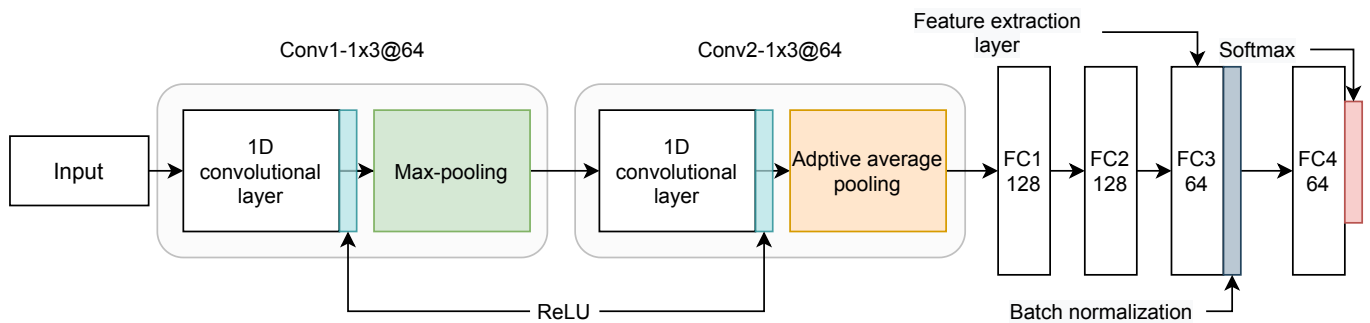 Conv1-1x3@64
Conv2-1x3@64
Feature extraction
layer
Softmax
Input
1D
convolutional
layer
Max-pooling
1D
convolutional
layer
Adptive average
pooling
FC1
128
FC2
128
FC3
64
FC4
64
ReLU
Batch normalization